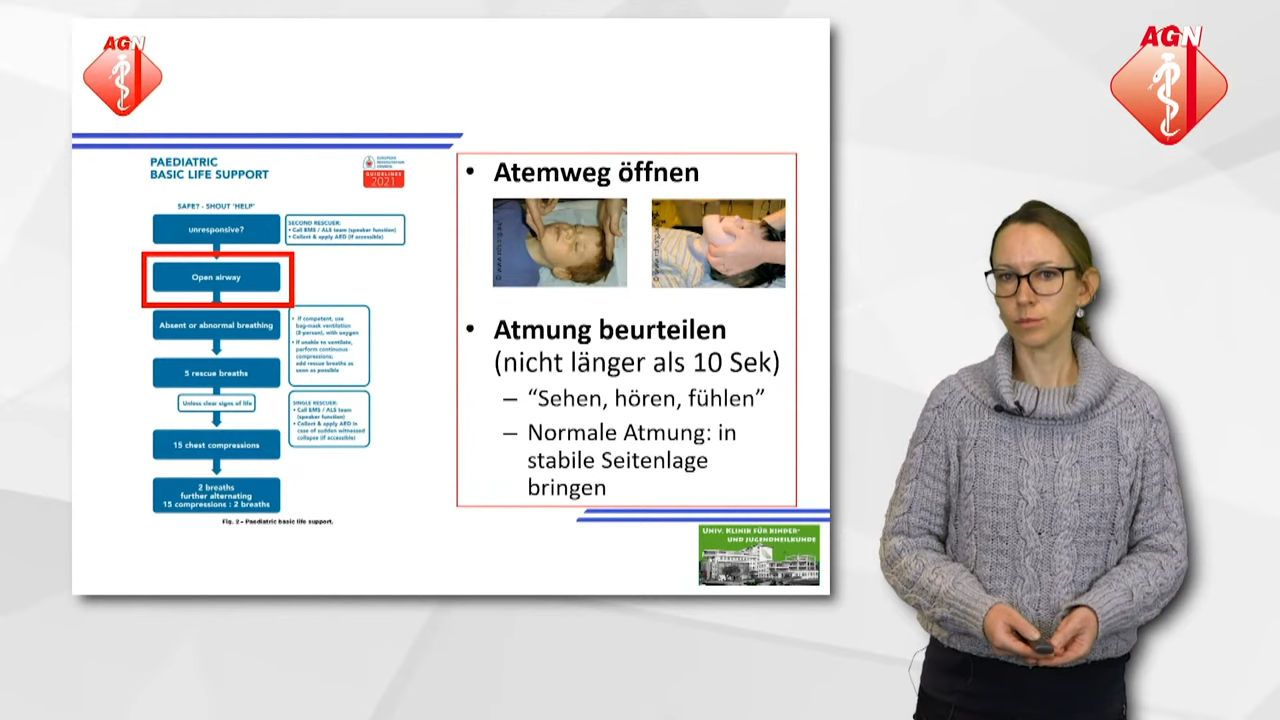 AGN
AGN
PAEDIATRIC
BASIC LIFE SUPPORT
EUROPEAN
RESUSCITATION
COUNCIL
GUIDELINES
2021
SAFE? - SHOUT 'HELP'
unresponsive?
SECOND RESCUER:
• Call EMS / ALS team (speaker function)
• Collect & apply AED (if accessible)
Open airway
Absent or abnormal breathing
• If competent, use
bag-mask ventilation
(2-person), with oxygen
• If unable to ventilate,
perform continuous
compressions;
add rescue breaths as
soon as possible
5 rescue breaths
Unless clear signs of life
SINGLE RESCUER:
• Call EMS / ALS team
(speaker function)
• Collect & apply AED in
case of sudden witnessed
collapse (if accessible)
15 chest compressions
2 breaths
further alternating
15 compressions : 2 breaths
Fig. 2 – Paediatric basic life support.
• Atemweg öffnen
• Atmung beurteilen
(nicht länger als 10 Sek)
– “Sehen, hören, fühlen”
– Normale Atmung: in
stabile Seitenlage
bringen
Univ. Klinik für Kinder-
und Jugendheilkunde